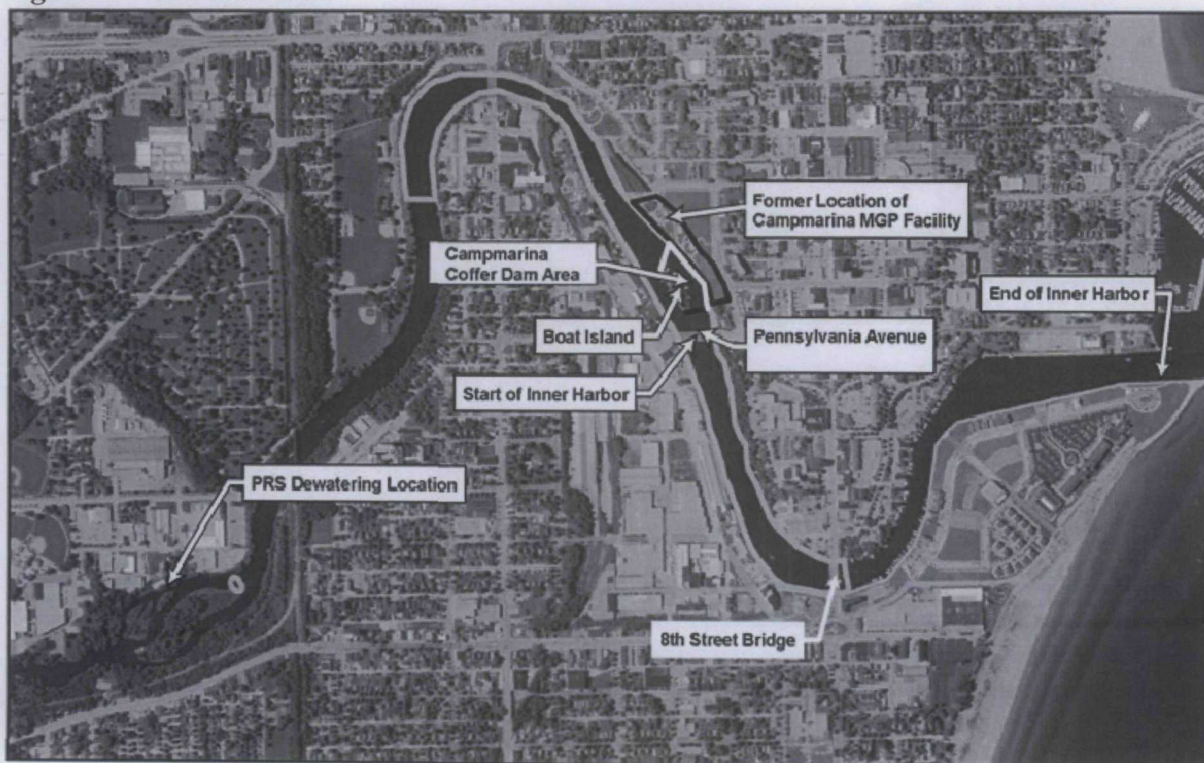 Former Location of
Campmarina MGP Facility
Campmarina
Coffer Dam Area
End of Inner Harbor
Boat Island
Pennsylvania Avenue
Start of Inner Harbor
PRS Dewatering Location
8th Street Bridge